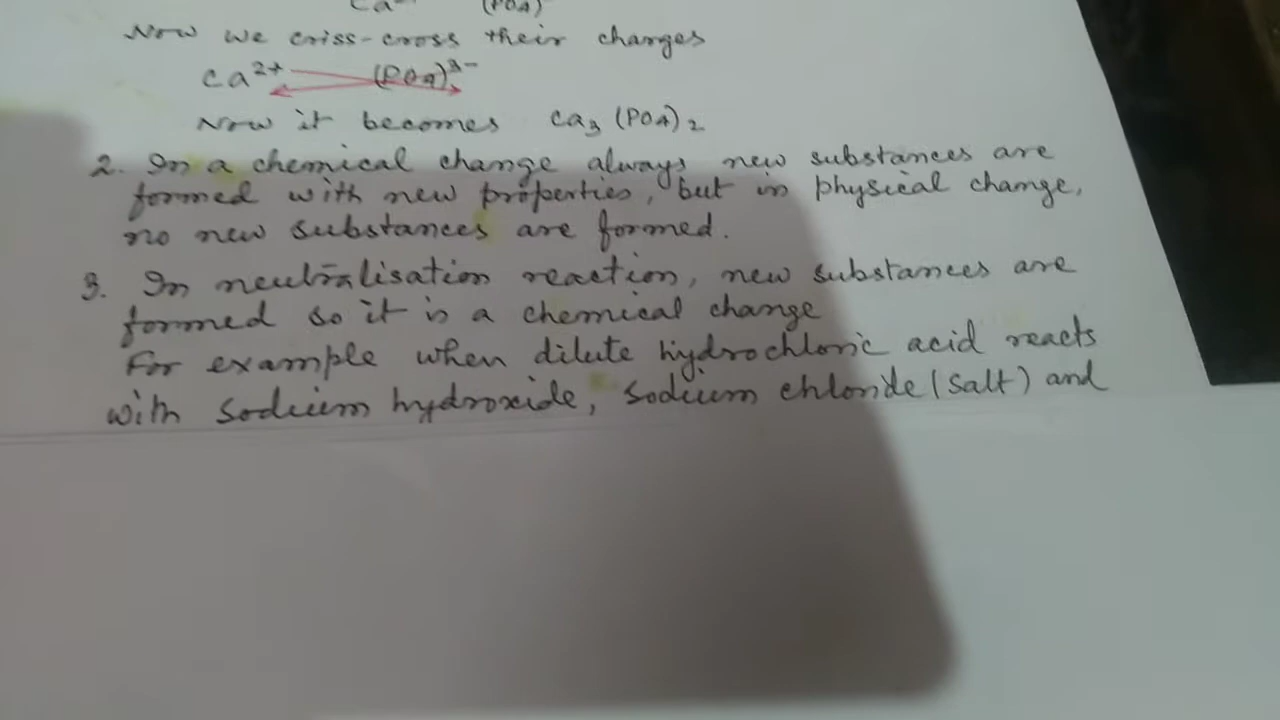 Ca²⁻ (PO4)
Now we criss-cross their charges
Ca²⁺ (PO4)³⁻
Now it becomes Ca₃(PO4)₂
2. In a chemical change always new substances are
formed with new properties, but in physical change,
no new substances are formed.
3. In neutralisation reaction, new substances are
formed so it is a chemical change
For example when dilute hydrochloric acid reacts
with sodium hydroxide, sodium chloride (salt) and